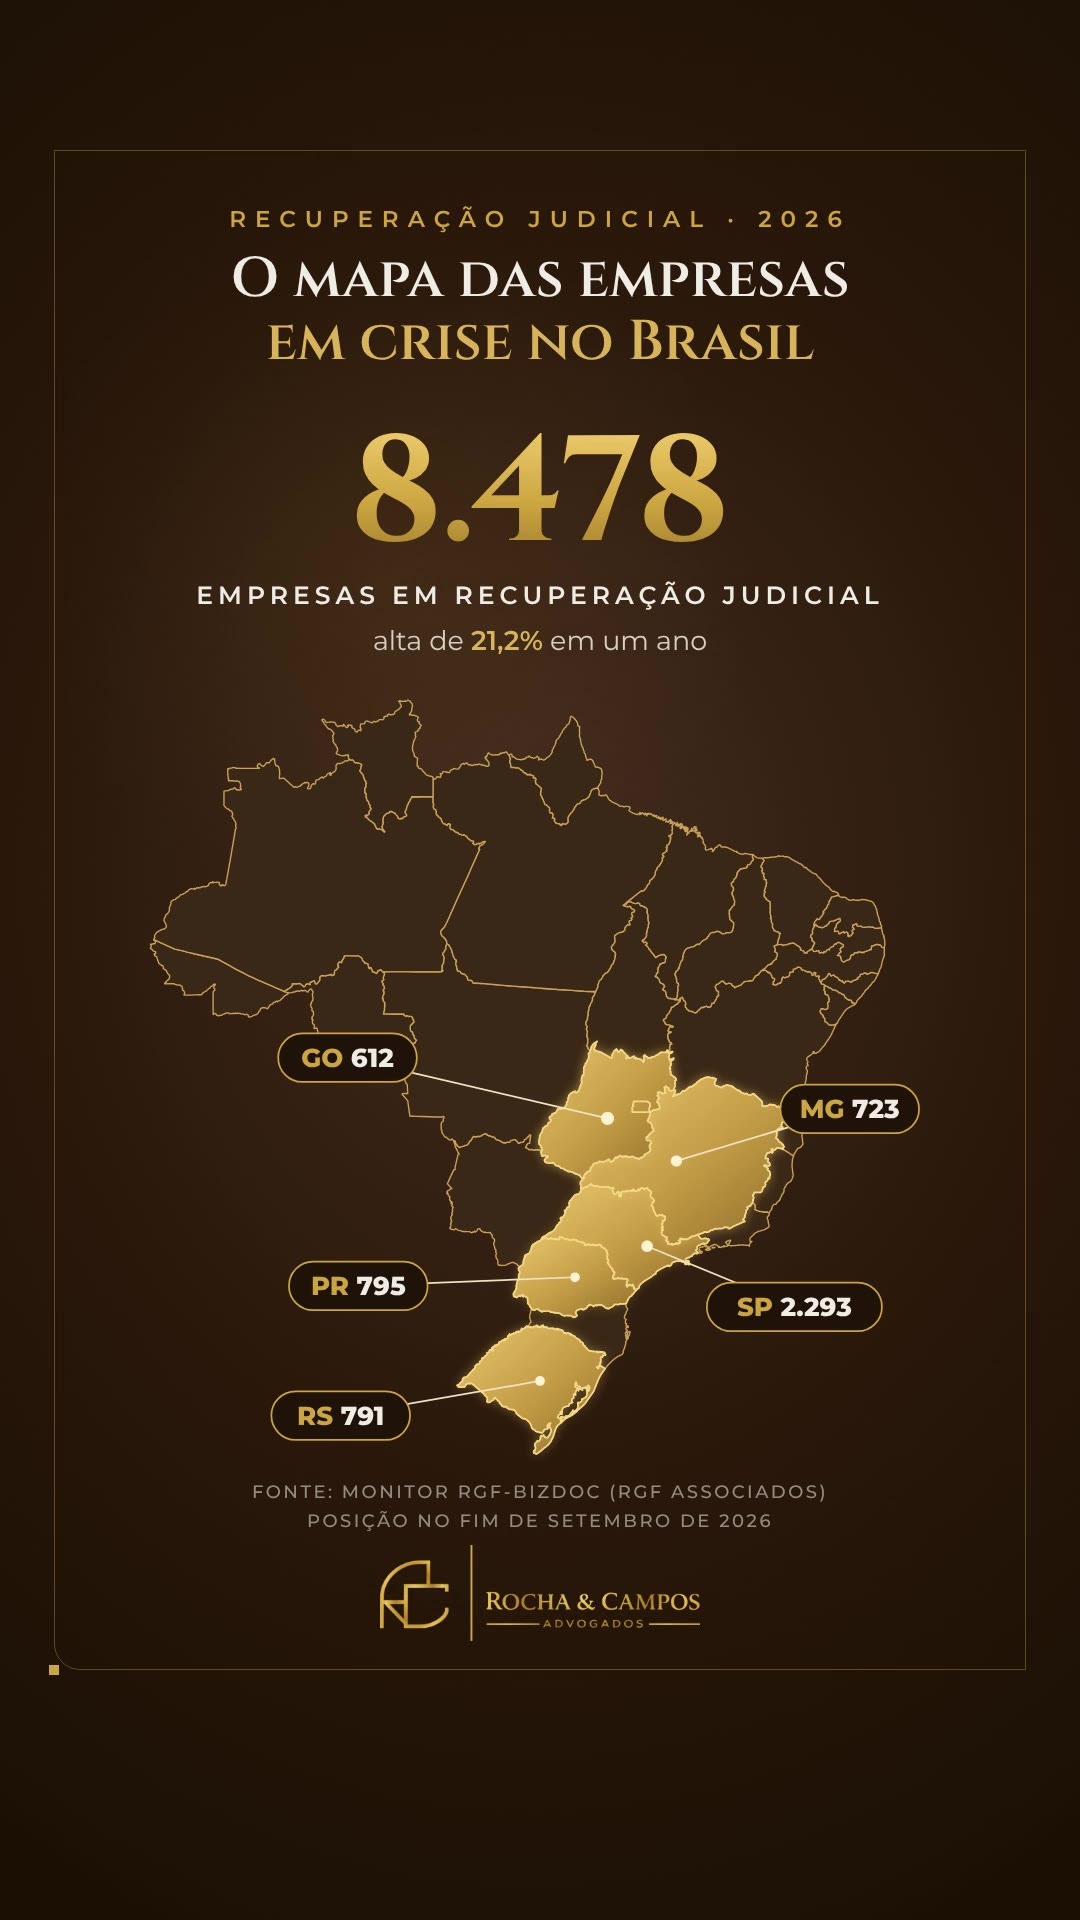 RECUPERAÇÃO JUDICIAL · 2026
O MAPA DAS EMPRESAS
EM CRISE NO BRASIL
8.478
EMPRESAS EM RECUPERAÇÃO JUDICIAL
alta de 21,2% em um ano
GO 612
MG 723
PR 795
SP 2.293
RS 791
FONTE: MONITOR RGF-BIZDOC (RGF ASSOCIADOS)
POSIÇÃO NO FIM DE SETEMBRO DE 2026
ROCHA & CAMPOS
ADVOGADOS